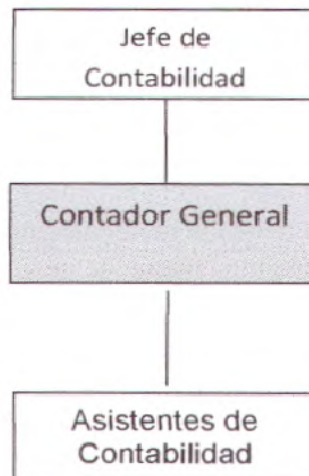 Jefe de
Contabilidad
Contador General
Asistentes de
Contabilidad